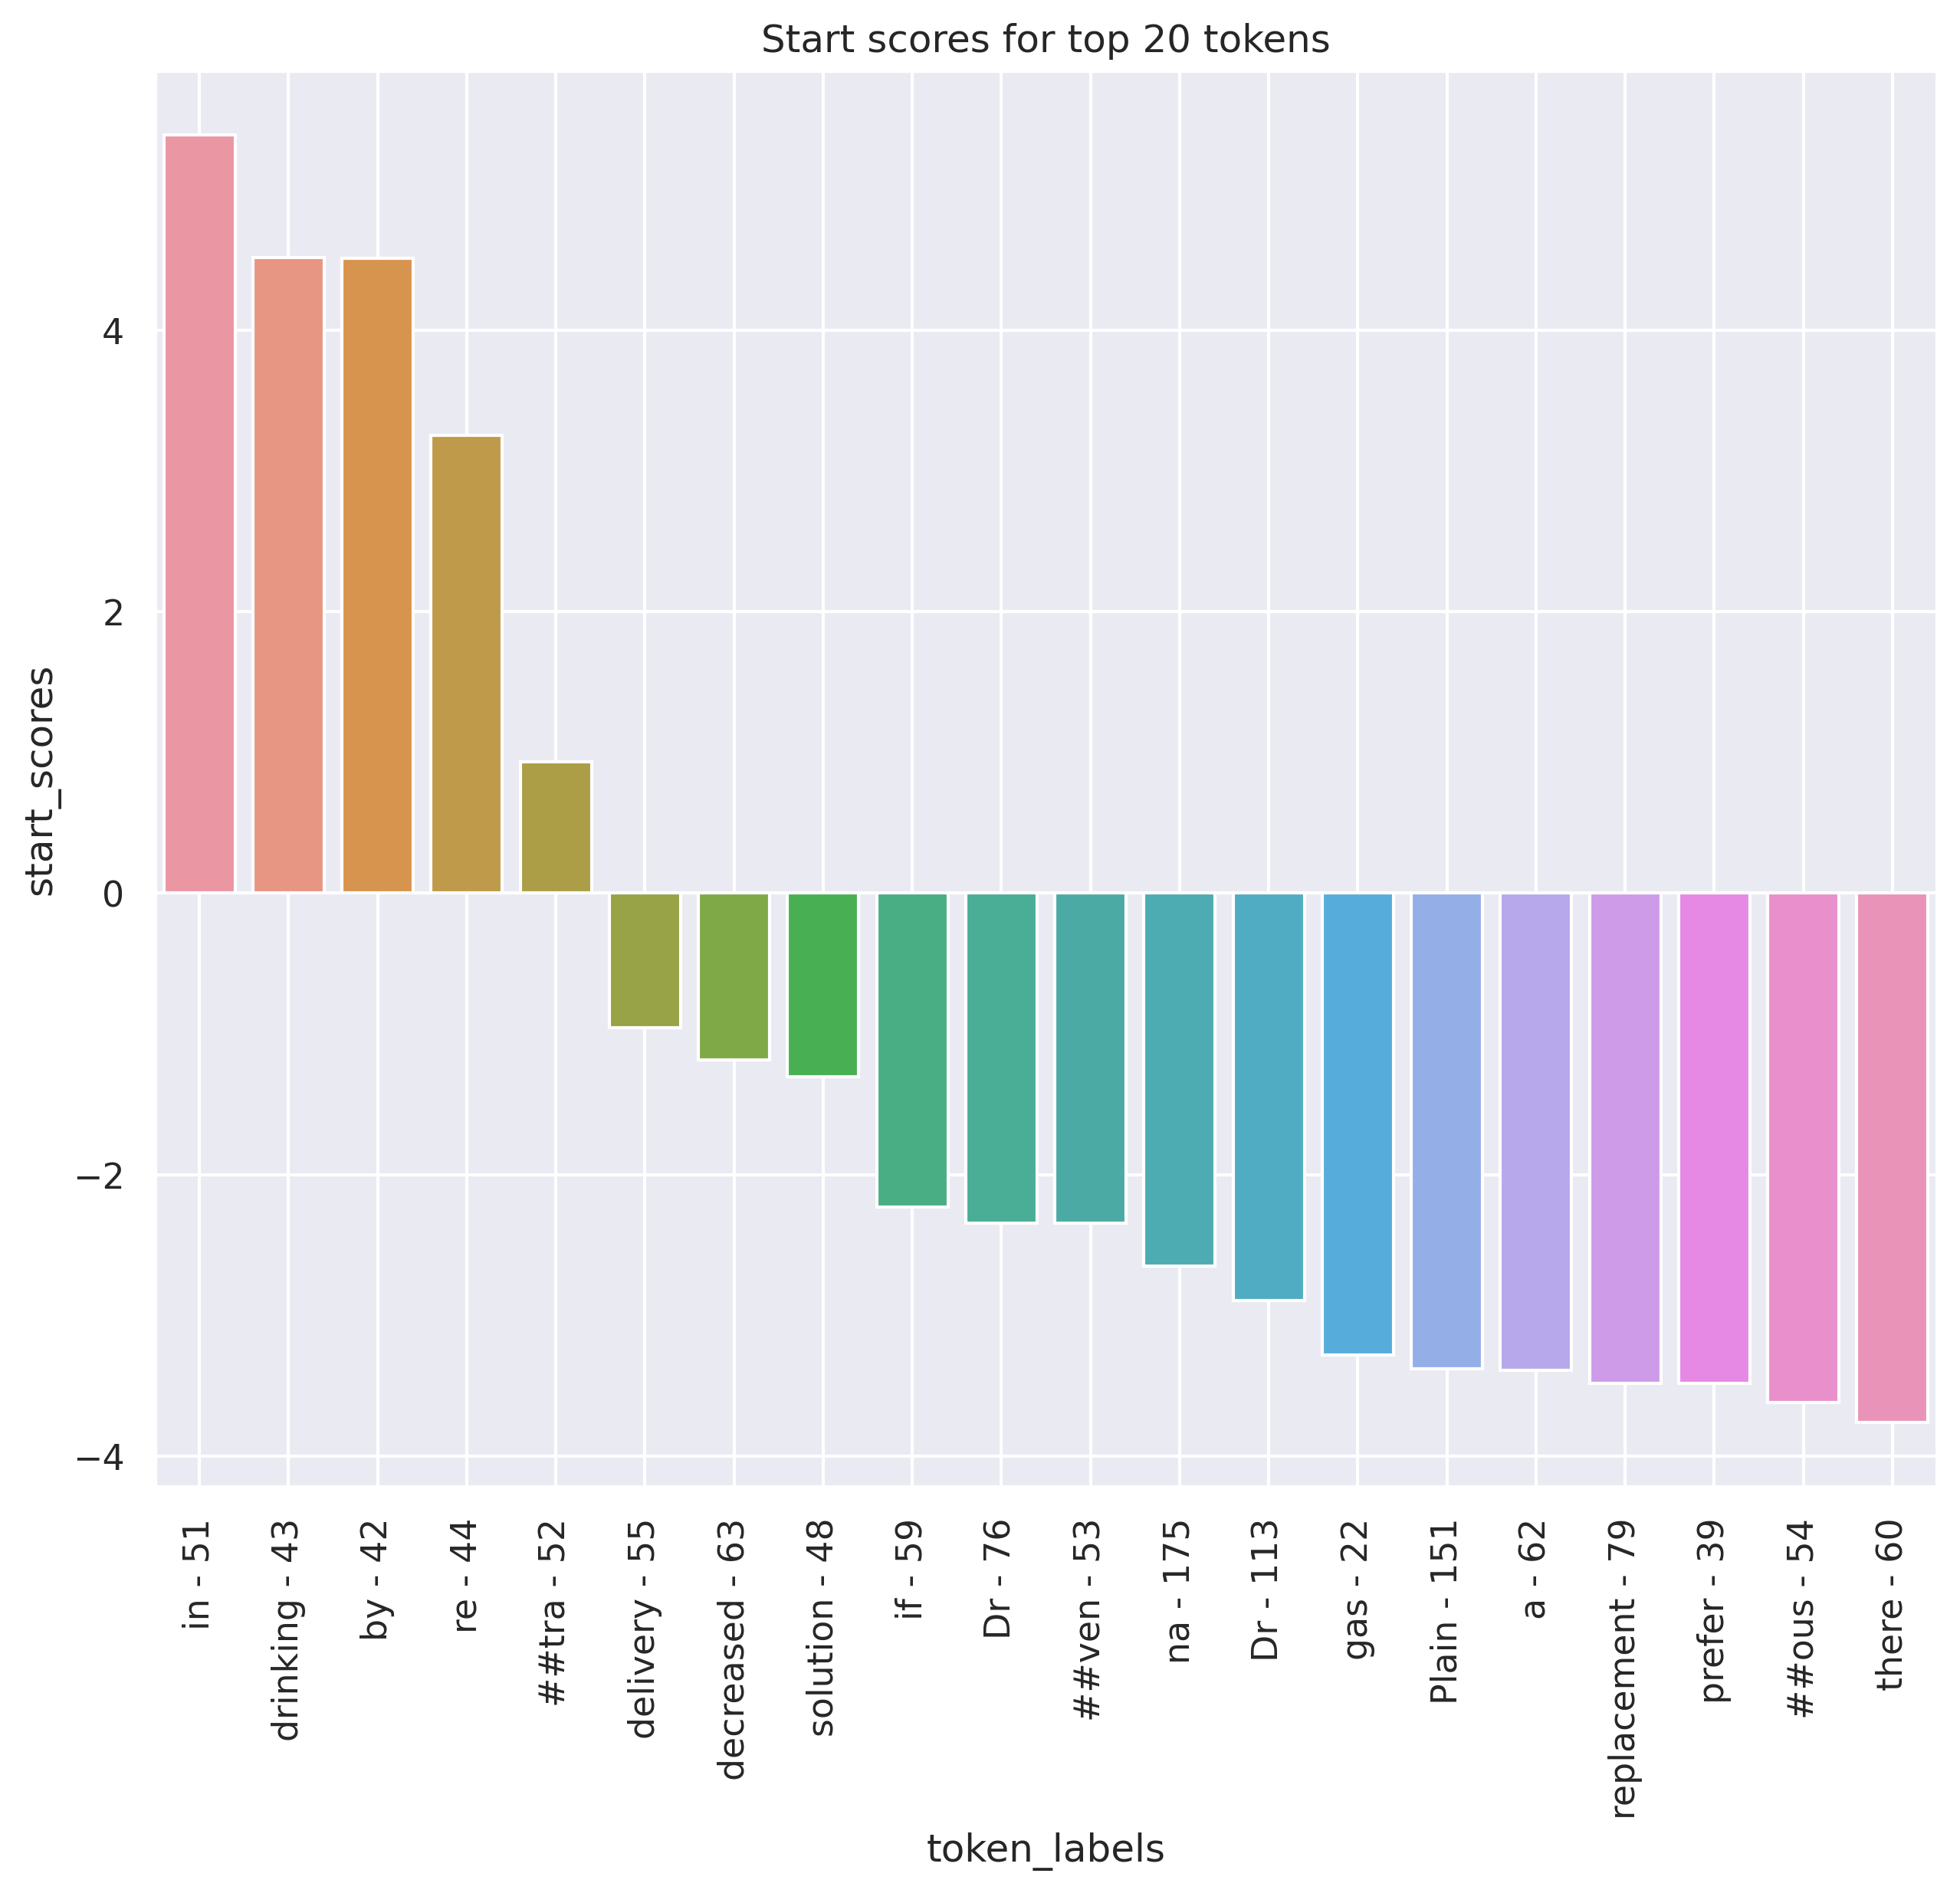 Start scores for top 20 tokens
start_scores
4
2
0
−2
−4
in - 51
drinking - 43
by - 42
re - 44
##tra - 52
delivery - 55
decreased - 63
solution - 48
if - 59
Dr - 76
##ven - 53
na - 175
Dr - 113
gas - 22
Plain - 151
a - 62
replacement - 79
prefer - 39
##ous - 54
there - 60
token_labels